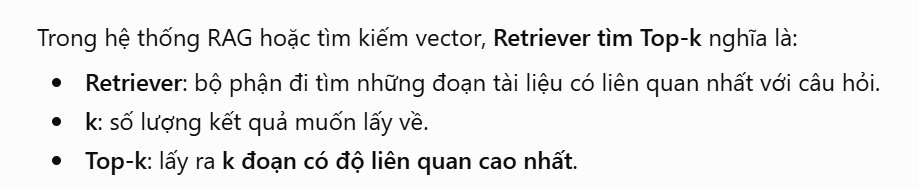 Trong hệ thống RAG hoặc tìm kiếm vector, Retriever tìm Top-k nghĩa là:
• Retriever: bộ phận đi tìm những đoạn tài liệu có liên quan nhất với câu hỏi.
• k: số lượng kết quả muốn lấy về.
• Top-k: lấy ra k đoạn có độ liên quan cao nhất.